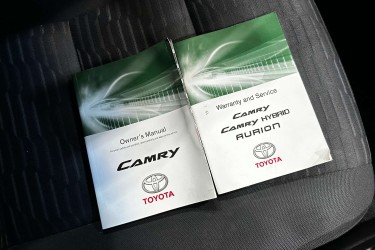 Owner's Manual
CAMRY
TOYOTA
Warranty and Service
CAMRY
CAMRY HYBRID
AURION
TOYOTA